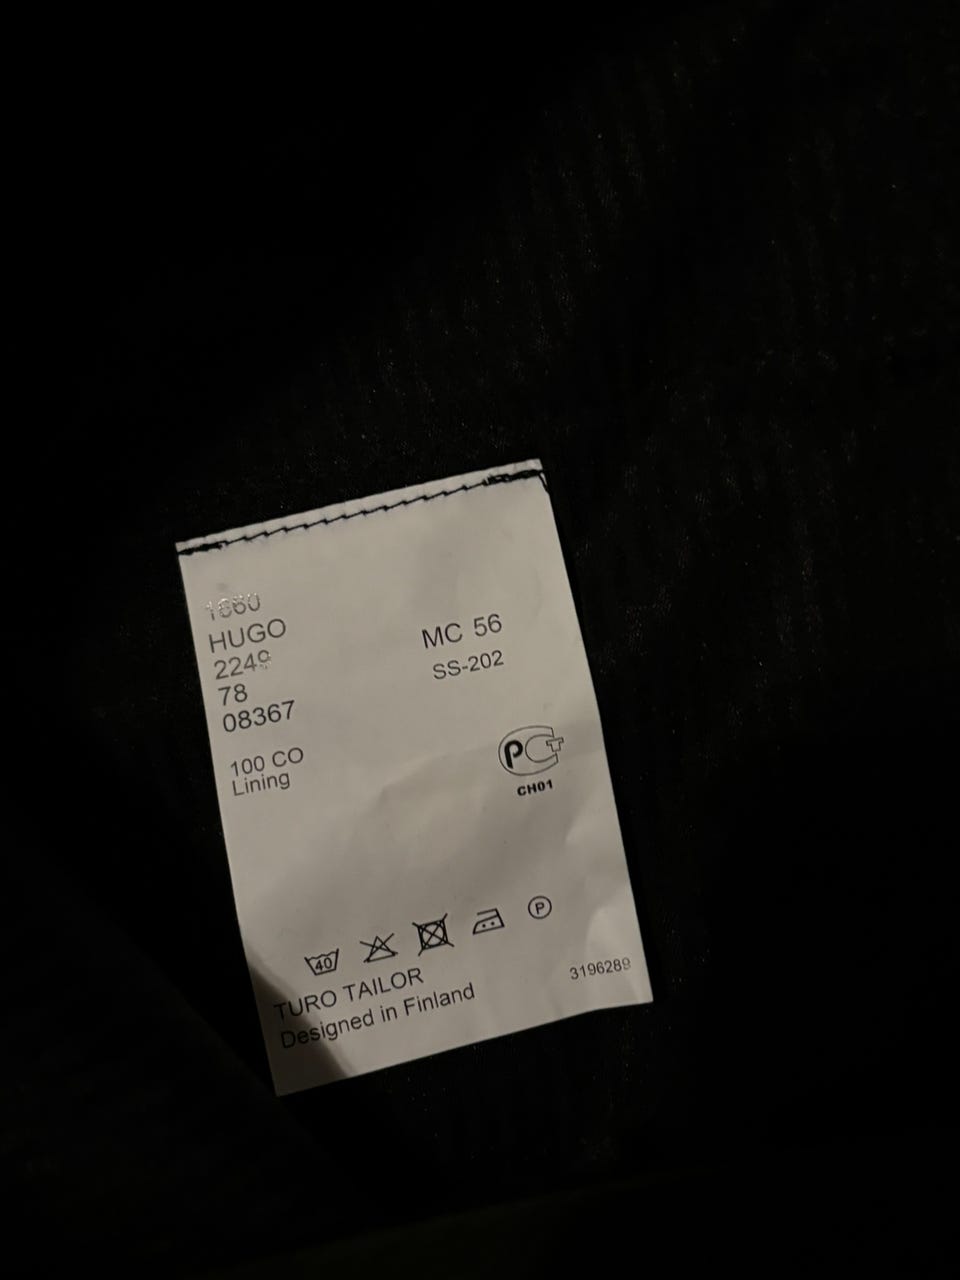 1660
HUGO
2249
78
08367
MC 56
SS-202
100 CO
Lining
PCT
CH01
40
P
TURO TAILOR
Designed in Finland
3196289